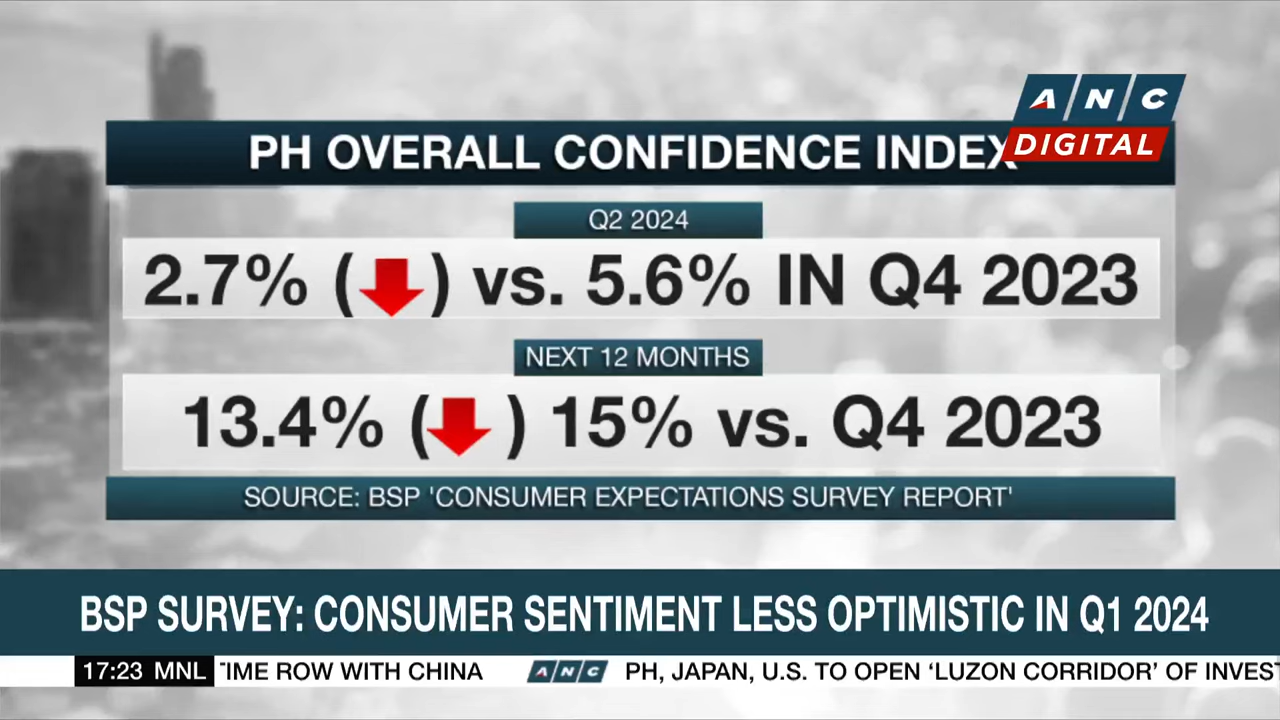 ANC
DIGITAL
PH OVERALL CONFIDENCE INDEX
Q2 2024
2.7% (⬇) vs. 5.6% IN Q4 2023
NEXT 12 MONTHS
13.4% (⬇) 15% vs. Q4 2023
SOURCE: BSP 'CONSUMER EXPECTATIONS SURVEY REPORT'
BSP SURVEY: CONSUMER SENTIMENT LESS OPTIMISTIC IN Q1 2024
17:23 MNL TIME ROW WITH CHINA ANC PH, JAPAN, U.S. TO OPEN ‘LUZON CORRIDOR’ OF INVEST